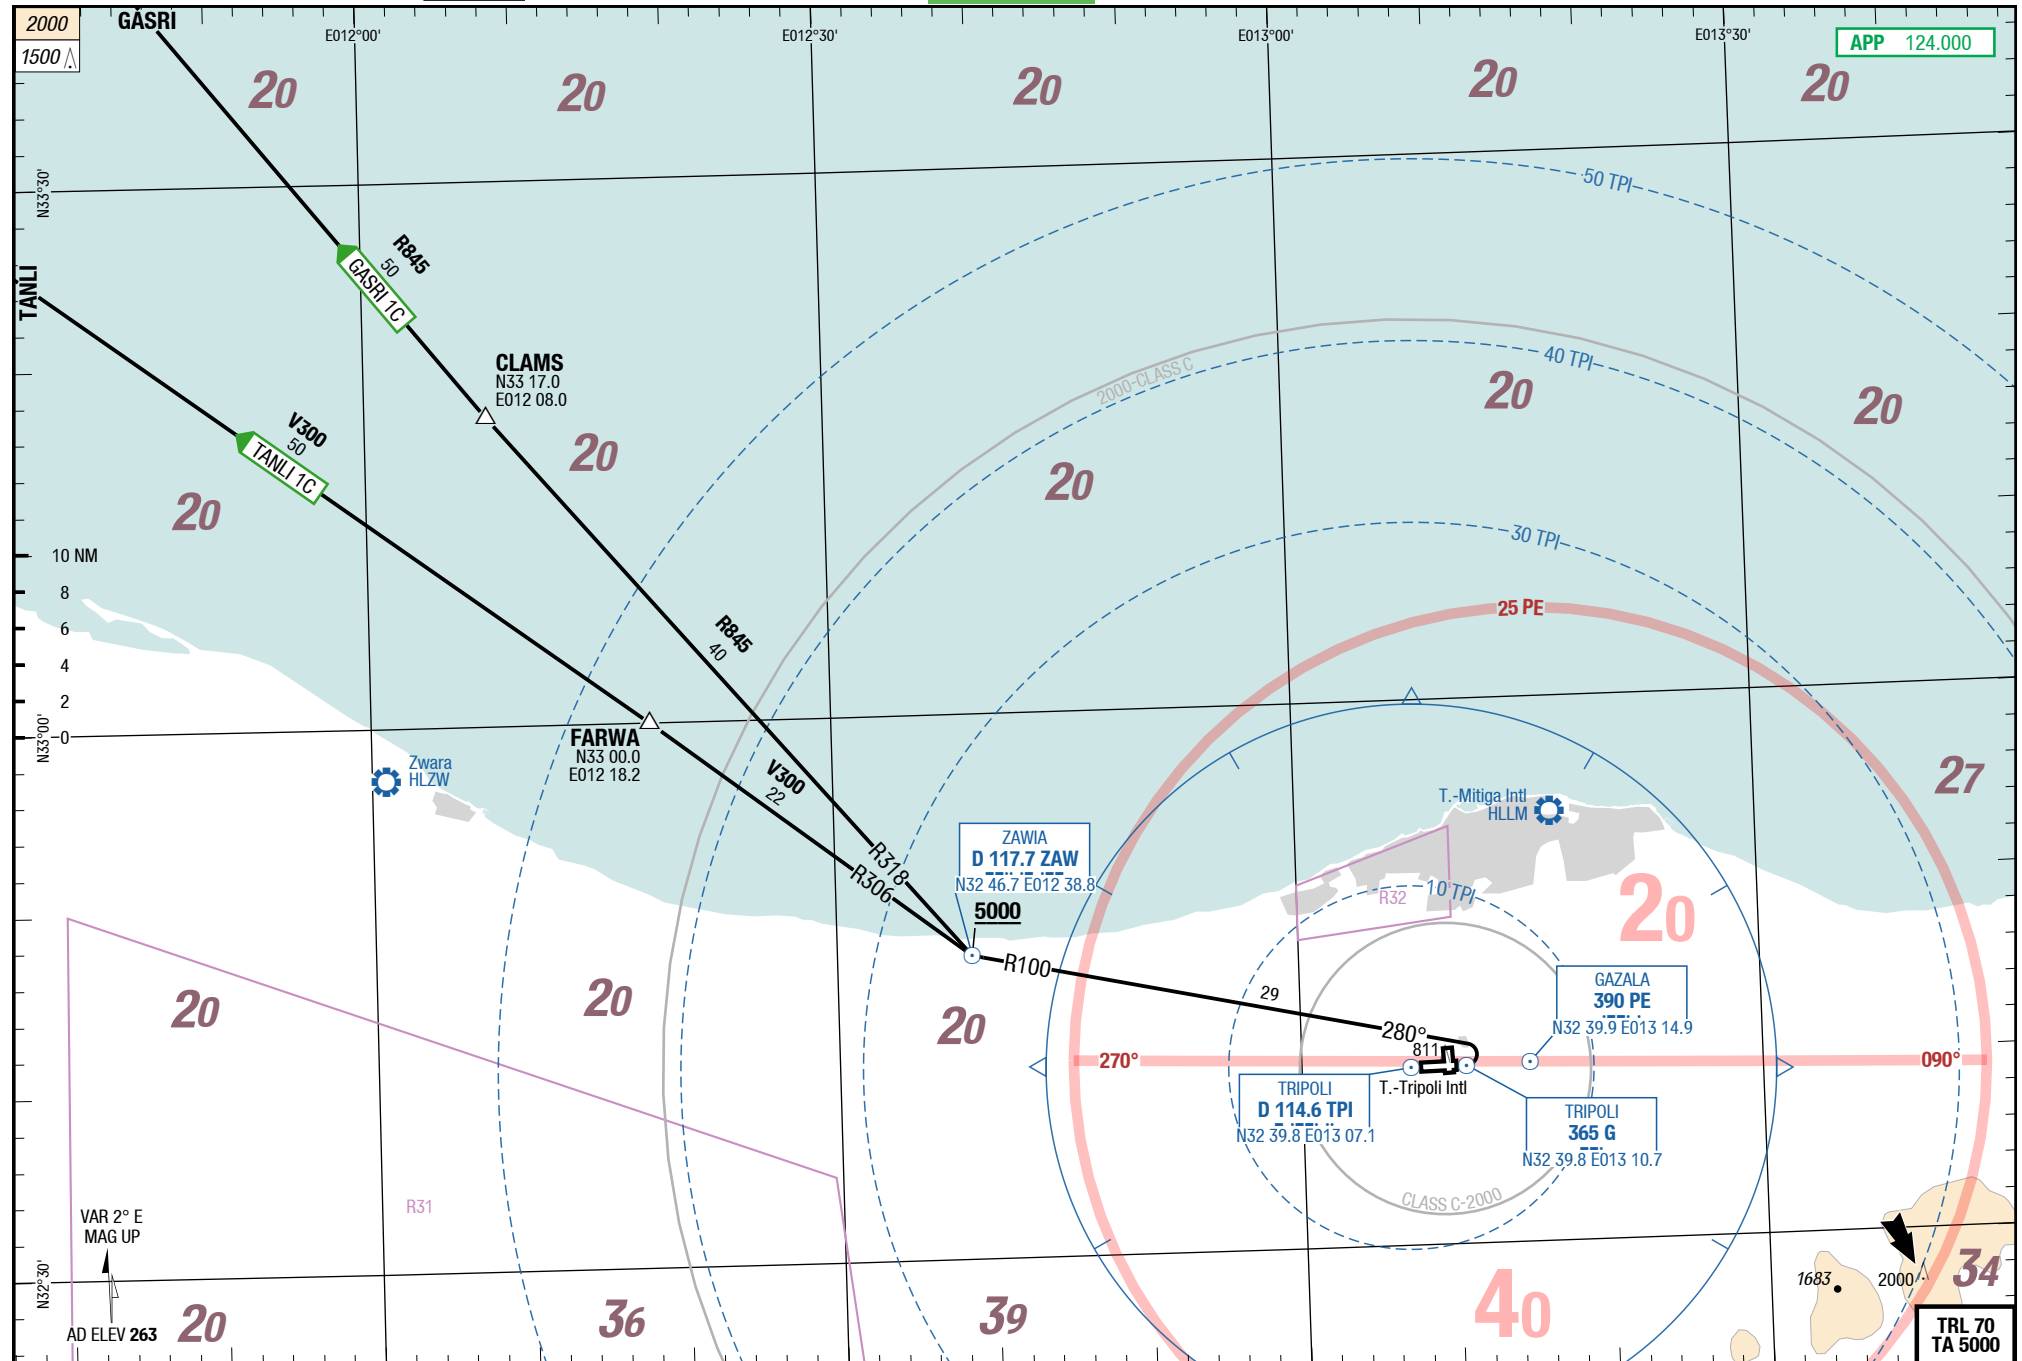 2000
1500
GASRI
E012°00'
E012°30'
E013°00'
E013°30'
APP 124.000
20
20
20
20
20
N33°30'
50 TPI
TANLI
R845
50
GASRI 1C
CLAMS
N33 17.0
E012 08.0
2000-CLASS C
40 TPI
20
20
V300
50
TANLI 1C
20
20
20
30 TPI
10 NM
8
6
4
2
0
N33°00'
25 PE
R845
40
FARWA
N33 00.0
E012 18.2
Zwara
HLZW
V300
22
27
T.-Mitiga Intl
HLLM
ZAWIA
D 117.7 ZAW
N32 46.7 E012 38.8
R318
R306
5000
10 TPI
R32
20
R100
29
20
20
20
GAZALA
390 PE
N32 39.9 E013 14.9
280°
811
270°
090°
T.-Tripoli Intl
TRIPOLI
D 114.6 TPI
N32 39.8 E013 07.1
TRIPOLI
365 G
N32 39.8 E013 10.7
CLASS C-2000
R31
VAR 2° E
MAG UP
N32°30'
AD ELEV 263
20
36
39
40
1683
2000
34
TRL 70
TA 5000